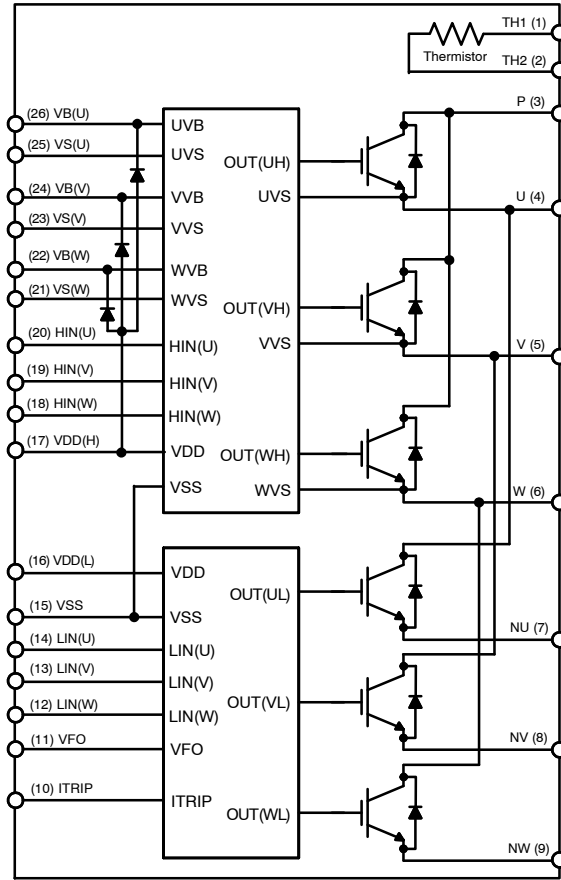 TH1 (1)
Thermistor
TH2 (2)
P (3)
U (4)
V (5)
W (6)
NU (7)
NV (8)
NW (9)
(26) VB(U)
(25) VS(U)
(24) VB(V)
(23) VS(V)
(22) VB(W)
(21) VS(W)
(20) HIN(U)
(19) HIN(V)
(18) HIN(W)
(17) VDD(H)
(16) VDD(L)
(15) VSS
(14) LIN(U)
(13) LIN(V)
(12) LIN(W)
(11) VFO
(10) ITRIP
UVB
UVS
VVB
VVS
WVB
WVS
HIN(U)
HIN(V)
HIN(W)
VDD
VSS
OUT(UH)
UVS
OUT(VH)
VVS
OUT(WH)
WVS
VDD
VSS
LIN(U)
LIN(V)
LIN(W)
VFO
ITRIP
OUT(UL)
OUT(VL)
OUT(WL)